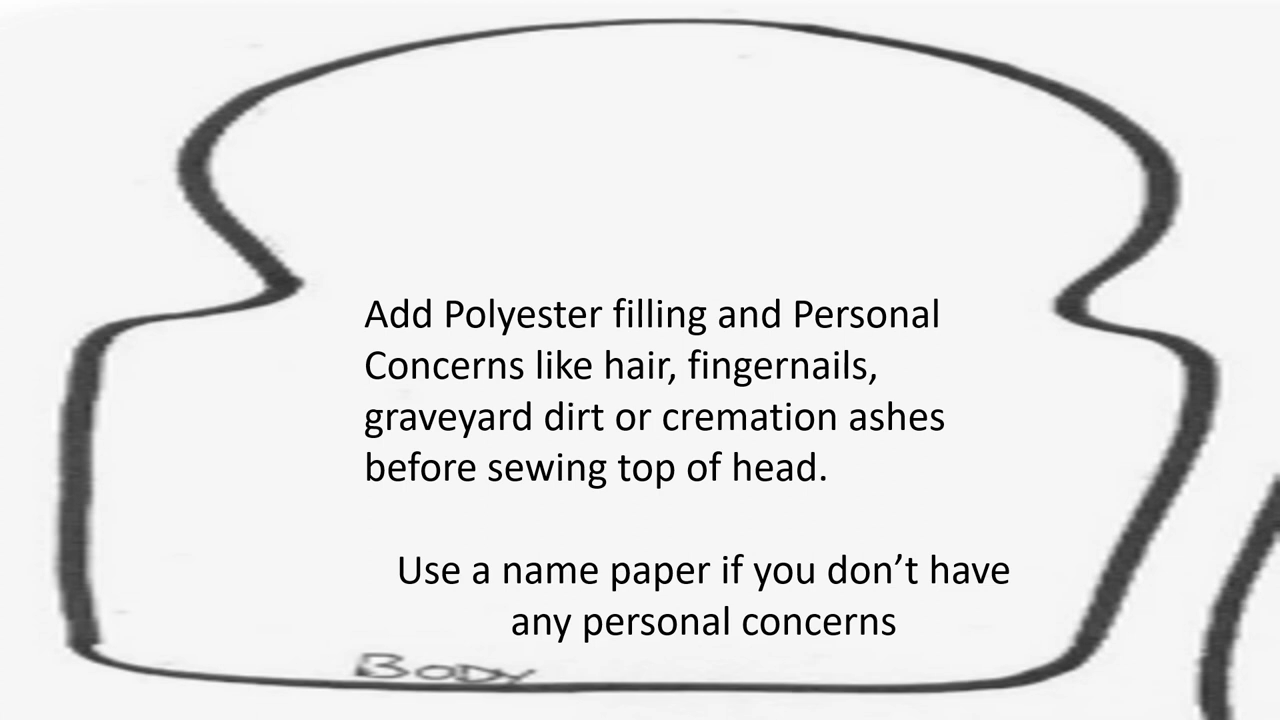 Add Polyester filling and Personal
Concerns like hair, fingernails,
graveyard dirt or cremation ashes
before sewing top of head.
Use a name paper if you don’t have
any personal concerns
BODY